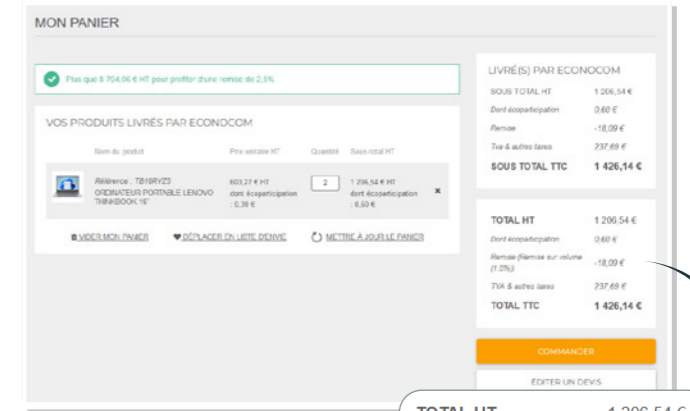 MON PANIER
Plus que 8 704,06 € HT pour profiter d'une remise de 2,5%.
VOS PRODUITS LIVRÉS PAR ECONOCOM
Nom du produit Prix unitaire HT Quantité Sous-total HT
Référence : TB16RYZ5 603,27 € HT 2 1 206,54 € HT
ORDINATEUR PORTABLE LENOVO dont écoparticipation dont écoparticipation
THINKBOOK 16" : 0,30 € : 0,60 €
VIDER MON PANIER DÉPLACER EN LISTE D'ENVIE METTRE À JOUR LE PANIER
LIVRÉ(S) PAR ECONOCOM
SOUS TOTAL HT 1 206,54 €
Dont écoparticipation 0,60 €
Remise -18,09 €
Tva & autres taxes 237,69 €
SOUS TOTAL TTC 1 426,14 €
TOTAL HT 1 206,54 €
Dont écoparticipation 0,60 €
Remise (Remise sur volume -18,09 €
(1.5%))
TVA & autres taxes 237,69 €
TOTAL TTC 1 426,14 €
COMMANDER
ÉDITER UN DEVIS
TOTAL HT 1 206,54 €